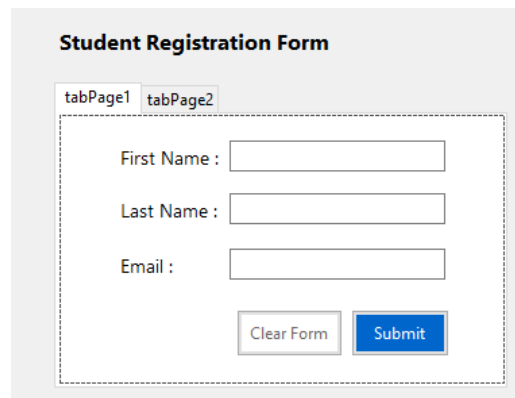 Student Registration Form
tabPage1 tabPage2
First Name :
Last Name :
Email :
Clear Form Submit